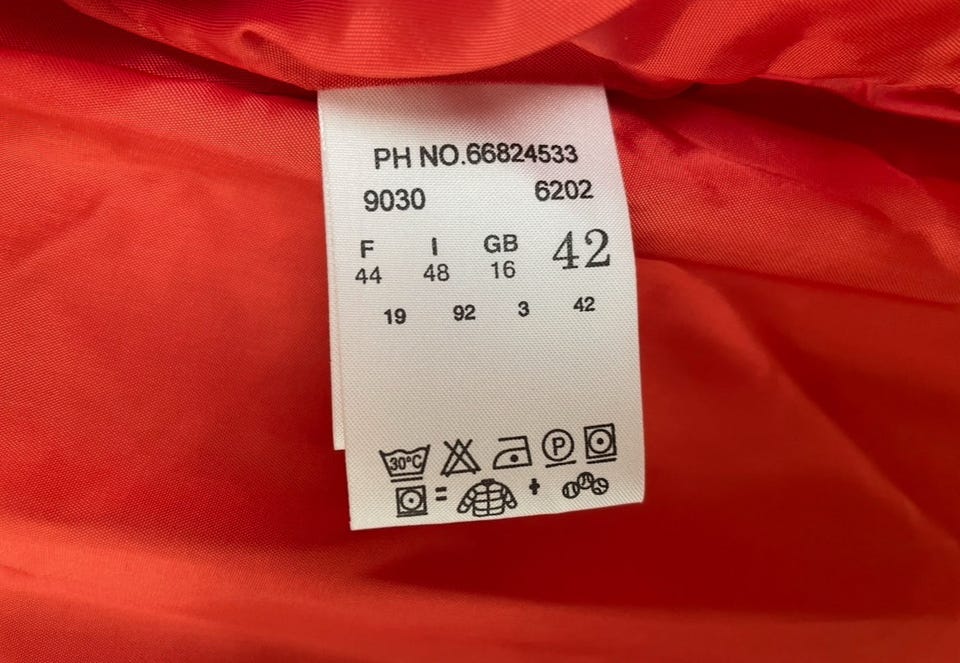 PH NO.66824533
9030 6202
F I GB 42
44 48 16
19 92 3 42
30°C P
= +